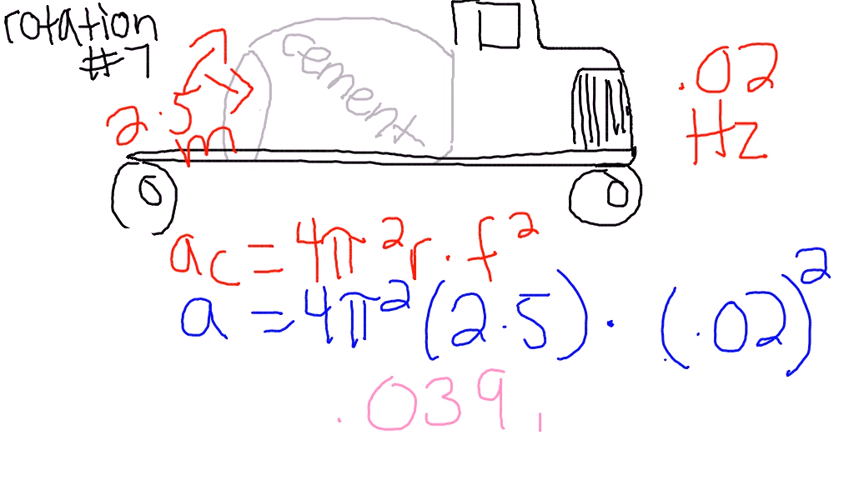 rotation
#7
2.5
m
cement
.02
Hz
ac = 4π²r · f²
a = 4π²(2.5) · (.02)²
.039